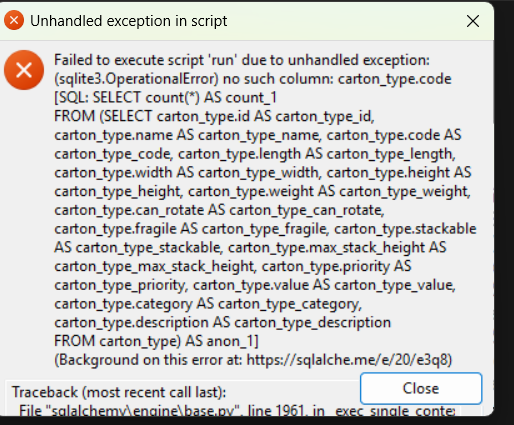 Unhandled exception in script
Failed to execute script 'run' due to unhandled exception:
(sqlite3.OperationalError) no such column: carton_type.code
[SQL: SELECT count(*) AS count_1
FROM (SELECT carton_type.id AS carton_type_id,
carton_type.name AS carton_type_name, carton_type.code AS
carton_type_code, carton_type.length AS carton_type_length,
carton_type.width AS carton_type_width, carton_type.height AS
carton_type_height, carton_type.weight AS carton_type_weight,
carton_type.can_rotate AS carton_type_can_rotate,
carton_type.fragile AS carton_type_fragile, carton_type.stackable
AS carton_type_stackable, carton_type.max_stack_height AS
carton_type_max_stack_height, carton_type.priority AS
carton_type_priority, carton_type.value AS carton_type_value,
carton_type.category AS carton_type_category,
carton_type.description AS carton_type_description
FROM carton_type) AS anon_1]
(Background on this error at: https://sqlalche.me/e/20/e3q8)
Traceback (most recent call last):
Close
File "sqlalchemy\engine\base.py", line 1961, in _exec_single_conte